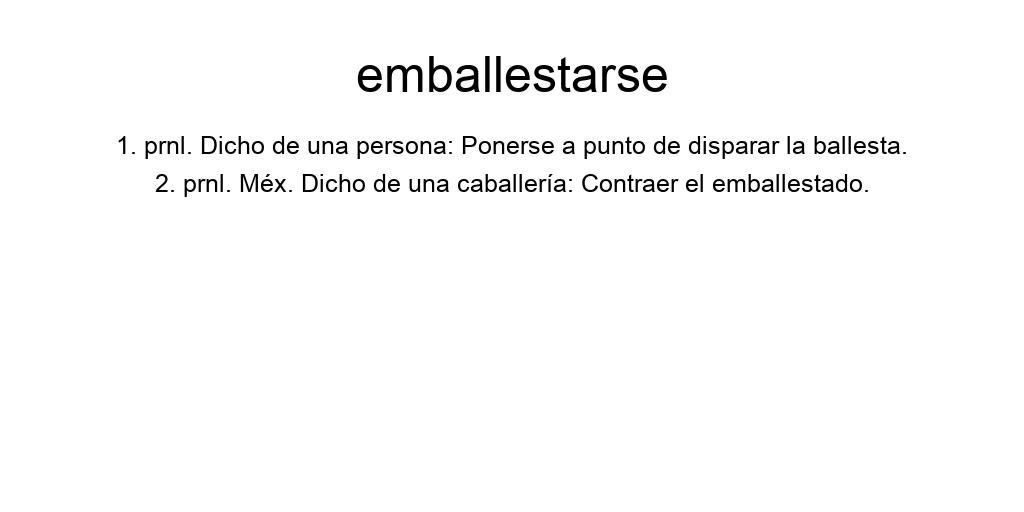 emballestarse
1. prnl. Dicho de una persona: Ponerse a punto de disparar la ballesta.
2. prnl. Méx. Dicho de una caballería: Contraer el emballestado.